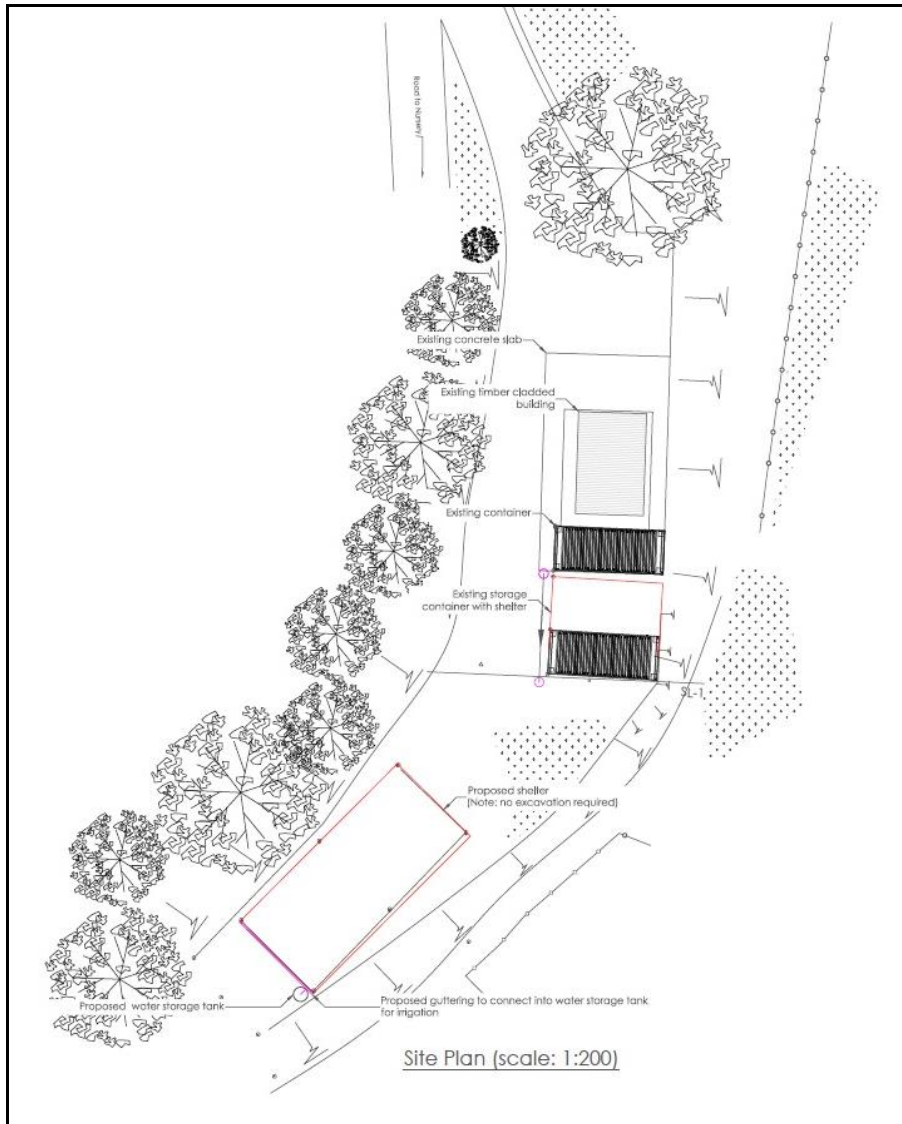 Road to Nursery
Existing concrete slab
Existing timber cladded
building
Existing container
Existing storage
container with shelter
SL-1
Proposed shelter
(Note: no excavation required)
Proposed water storage tank
Proposed guttering to connect into water storage tank
for irrigation
Site Plan (scale: 1:200)